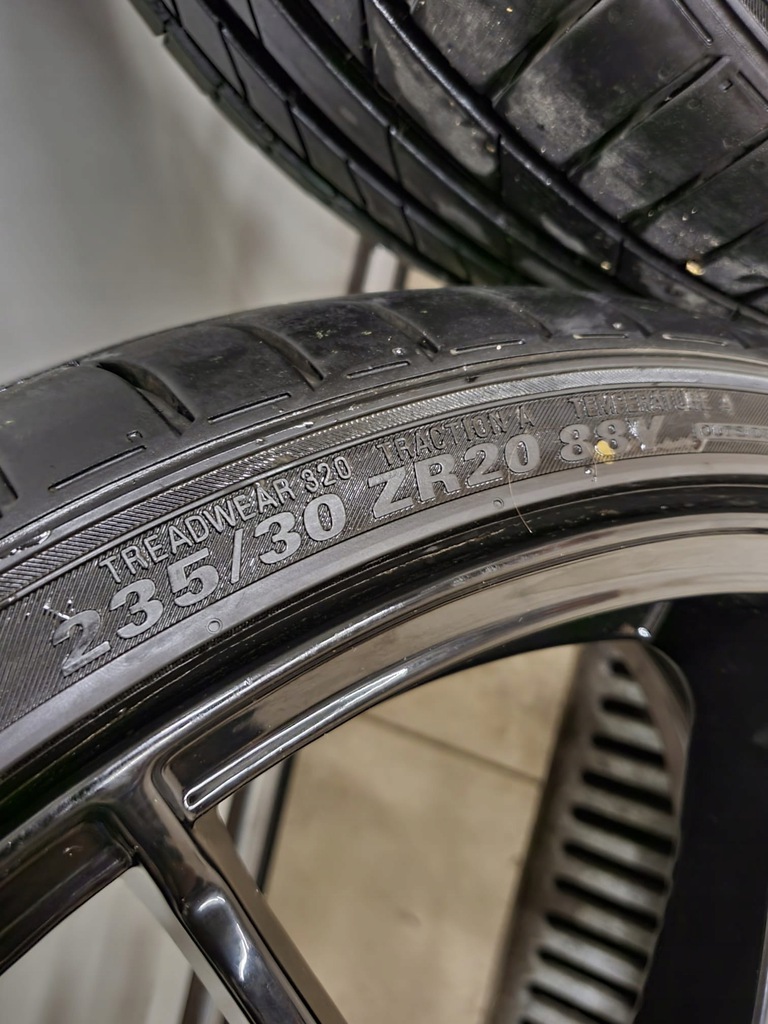 TREADWEAR 320 TRACTION A TEMPERATURE A
235/30 ZR20 88Y